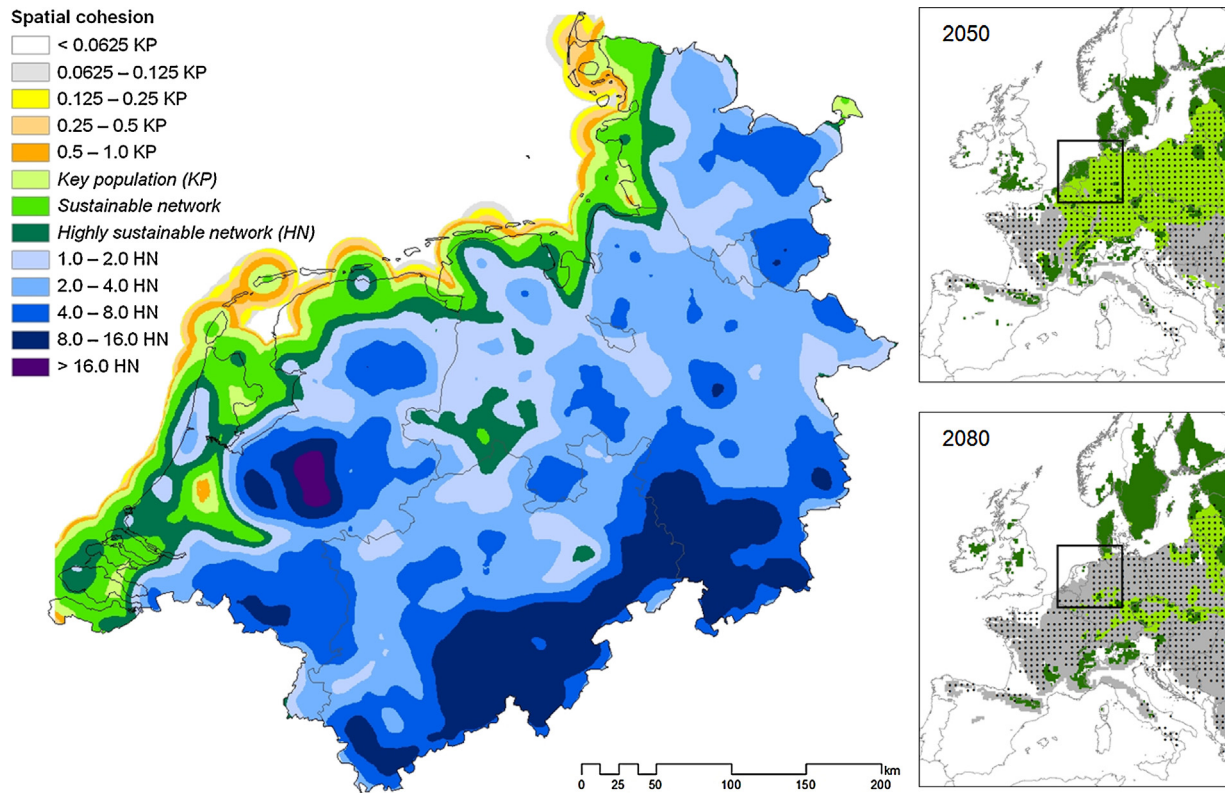 Spatial cohesion
< 0.0625 KP
0.0625 – 0.125 KP
0.125 – 0.25 KP
0.25 – 0.5 KP
0.5 – 1.0 KP
Key population (KP)
Sustainable network
Highly sustainable network (HN)
1.0 – 2.0 HN
2.0 – 4.0 HN
4.0 – 8.0 HN
8.0 – 16.0 HN
> 16.0 HN
km
0 25 50 100 150 200
2050
2080